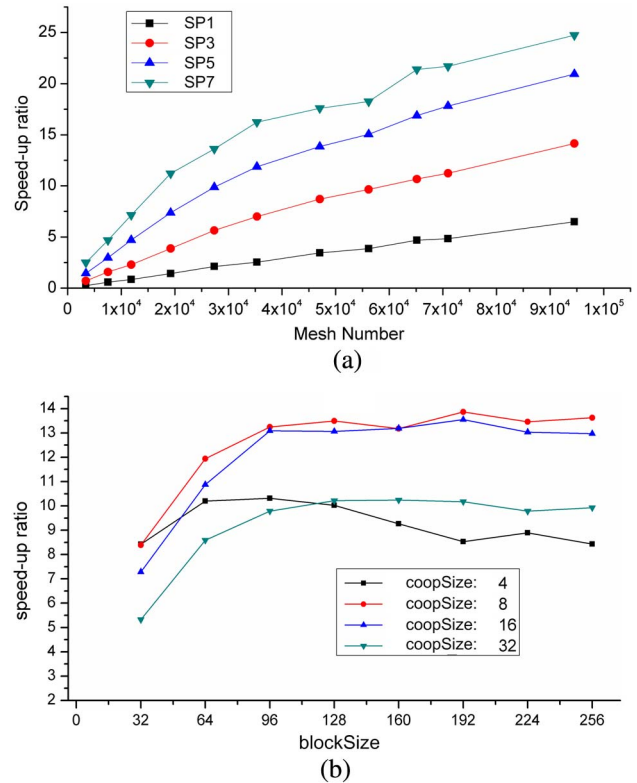 25
20
15
10
5
0
Speed-up ratio
SP1
SP3
SP5
SP7
0 1x10⁴ 2x10⁴ 3x10⁴ 4x10⁴ 5x10⁴ 6x10⁴ 7x10⁴ 8x10⁴ 9x10⁴ 1x10⁵
Mesh Number
(a)
14
13
12
11
10
9
8
7
6
5
4
3
2
speed-up ratio
coopSize: 4
coopSize: 8
coopSize: 16
coopSize: 32
0 32 64 96 128 160 192 224 256
blockSize
(b)